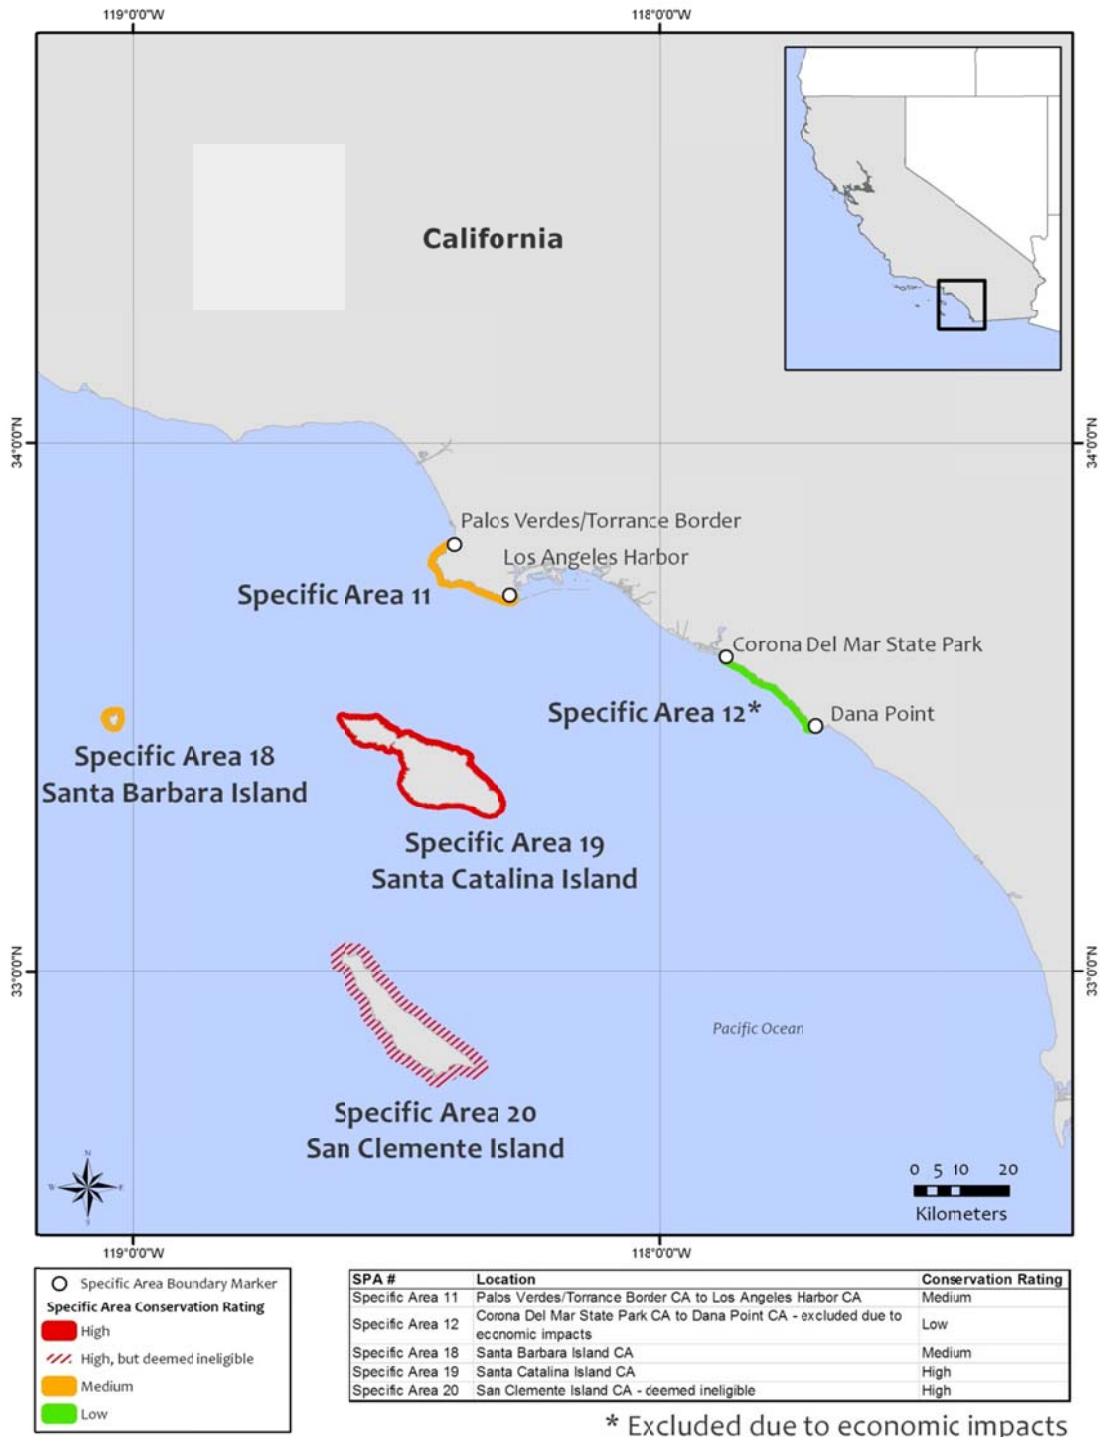 119°0'0"W 118°0'0"W
California
34°0'0"N 34°0'0"N
Palos Verdes/Torrance Border
Los Angeles Harbor
Specific Area 11
Corona Del Mar State Park
Specific Area 12*
Dana Point
Specific Area 18
Santa Barbara Island
Specific Area 19
Santa Catalina Island
33°0'0"N 33°0'0"N
Pacific Ocean
Specific Area 20
San Clemente Island
N
W E
S
0 5 10 20
Kilometers
119°0'0"W 118°0'0"W
Specific Area Boundary Marker
Specific Area Conservation Rating
High
High, but deemed ineligible
Medium
Low
SPA # Location Conservation Rating
Specific Area 11 Palos Verdes/Torrance Border CA to Los Angeles Harbor CA Medium
Specific Area 12 Corona Del Mar State Park CA to Dana Point CA - excluded due to economic impacts Low
Specific Area 18 Santa Barbara Island CA Medium
Specific Area 19 Santa Catalina Island CA High
Specific Area 20 San Clemente Island CA - deemed ineligible High
* Excluded due to economic impacts